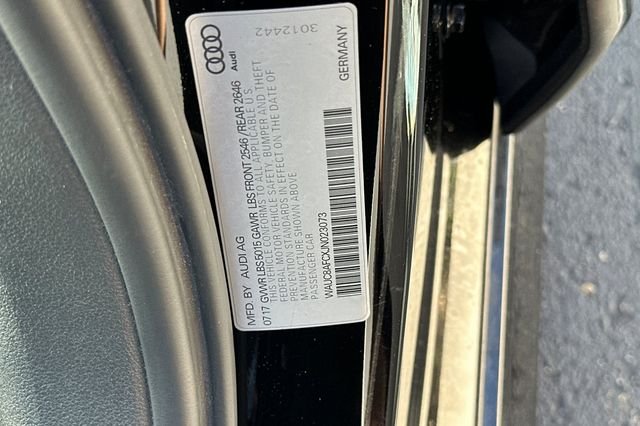 MFD. BY AUDI AG
07 17 GVWR LBS 5015 GAWR LBS FRONT 2546 /REAR 2646
THIS VEHICLE CONFORMS TO ALL APPLICABLE U S
FEDERAL MOTOR VEHICLE SAFETY, BUMPER AND THEFT
PREVENTION STANDARDS IN EFFECT ON THE DATE OF
MANUFACTURE SHOWN ABOVE
PASSENGER CAR
WAUC8AFCXJN023073
Audi
3012442
GERMANY